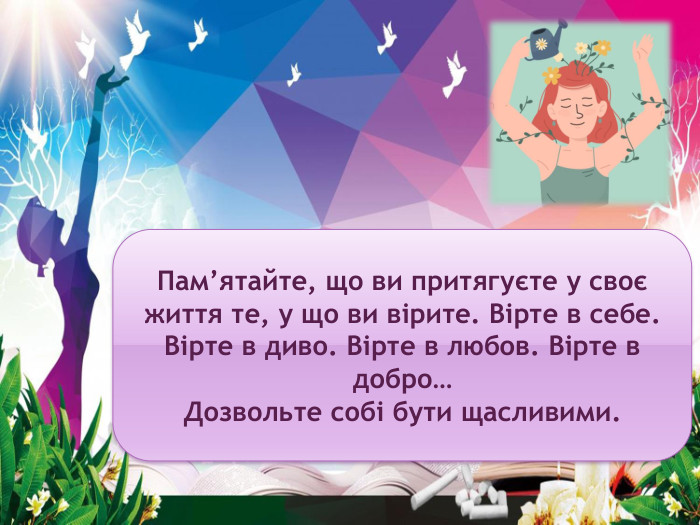 Пам’ятайте, що ви притягуєте у своє
життя те, у що ви вірите. Вірте в себе.
Вірте в диво. Вірте в любов. Вірте в
добро…
Дозвольте собі бути щасливими.